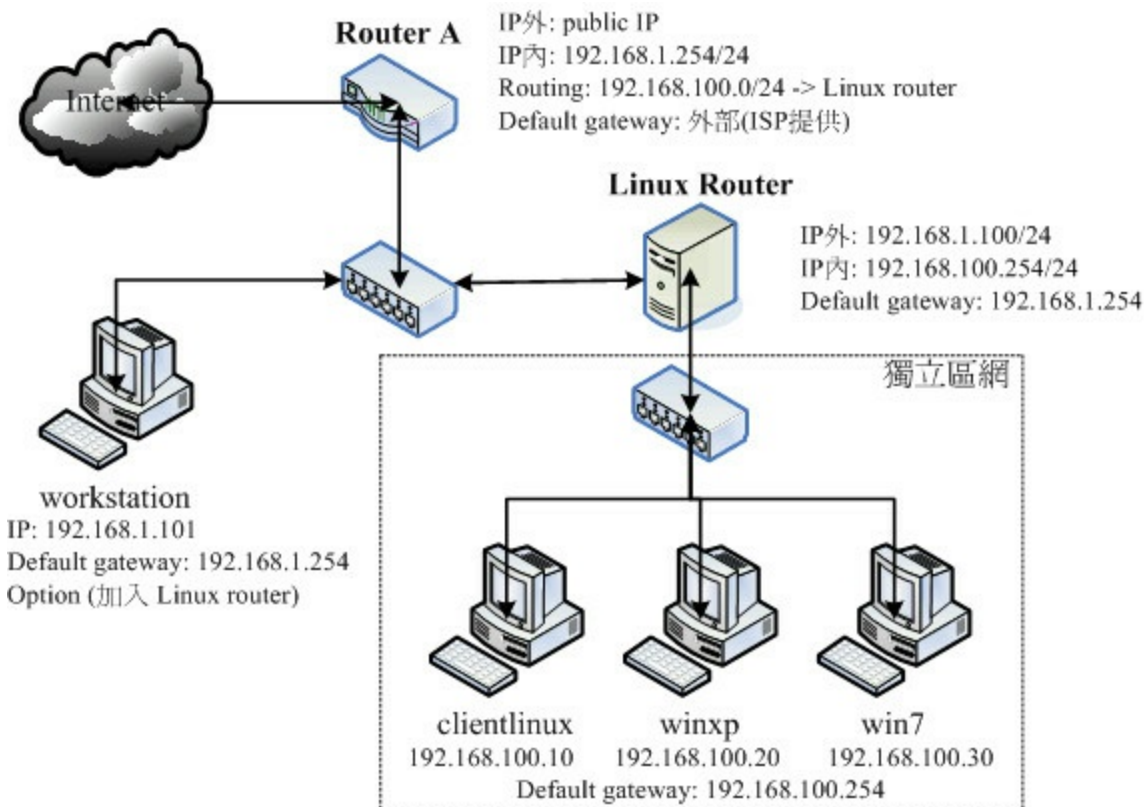 Router A
IP外: public IP
IP內: 192.168.1.254/24
Routing: 192.168.100.0/24 -> Linux router
Default gateway: 外部(ISP提供)
Internet
Linux Router
IP外: 192.168.1.100/24
IP內: 192.168.100.254/24
Default gateway: 192.168.1.254
獨立區網
workstation
IP: 192.168.1.101
Default gateway: 192.168.1.254
Option (加入 Linux router)
clientlinux
192.168.100.10
winxp
192.168.100.20
win7
192.168.100.30
Default gateway: 192.168.100.254